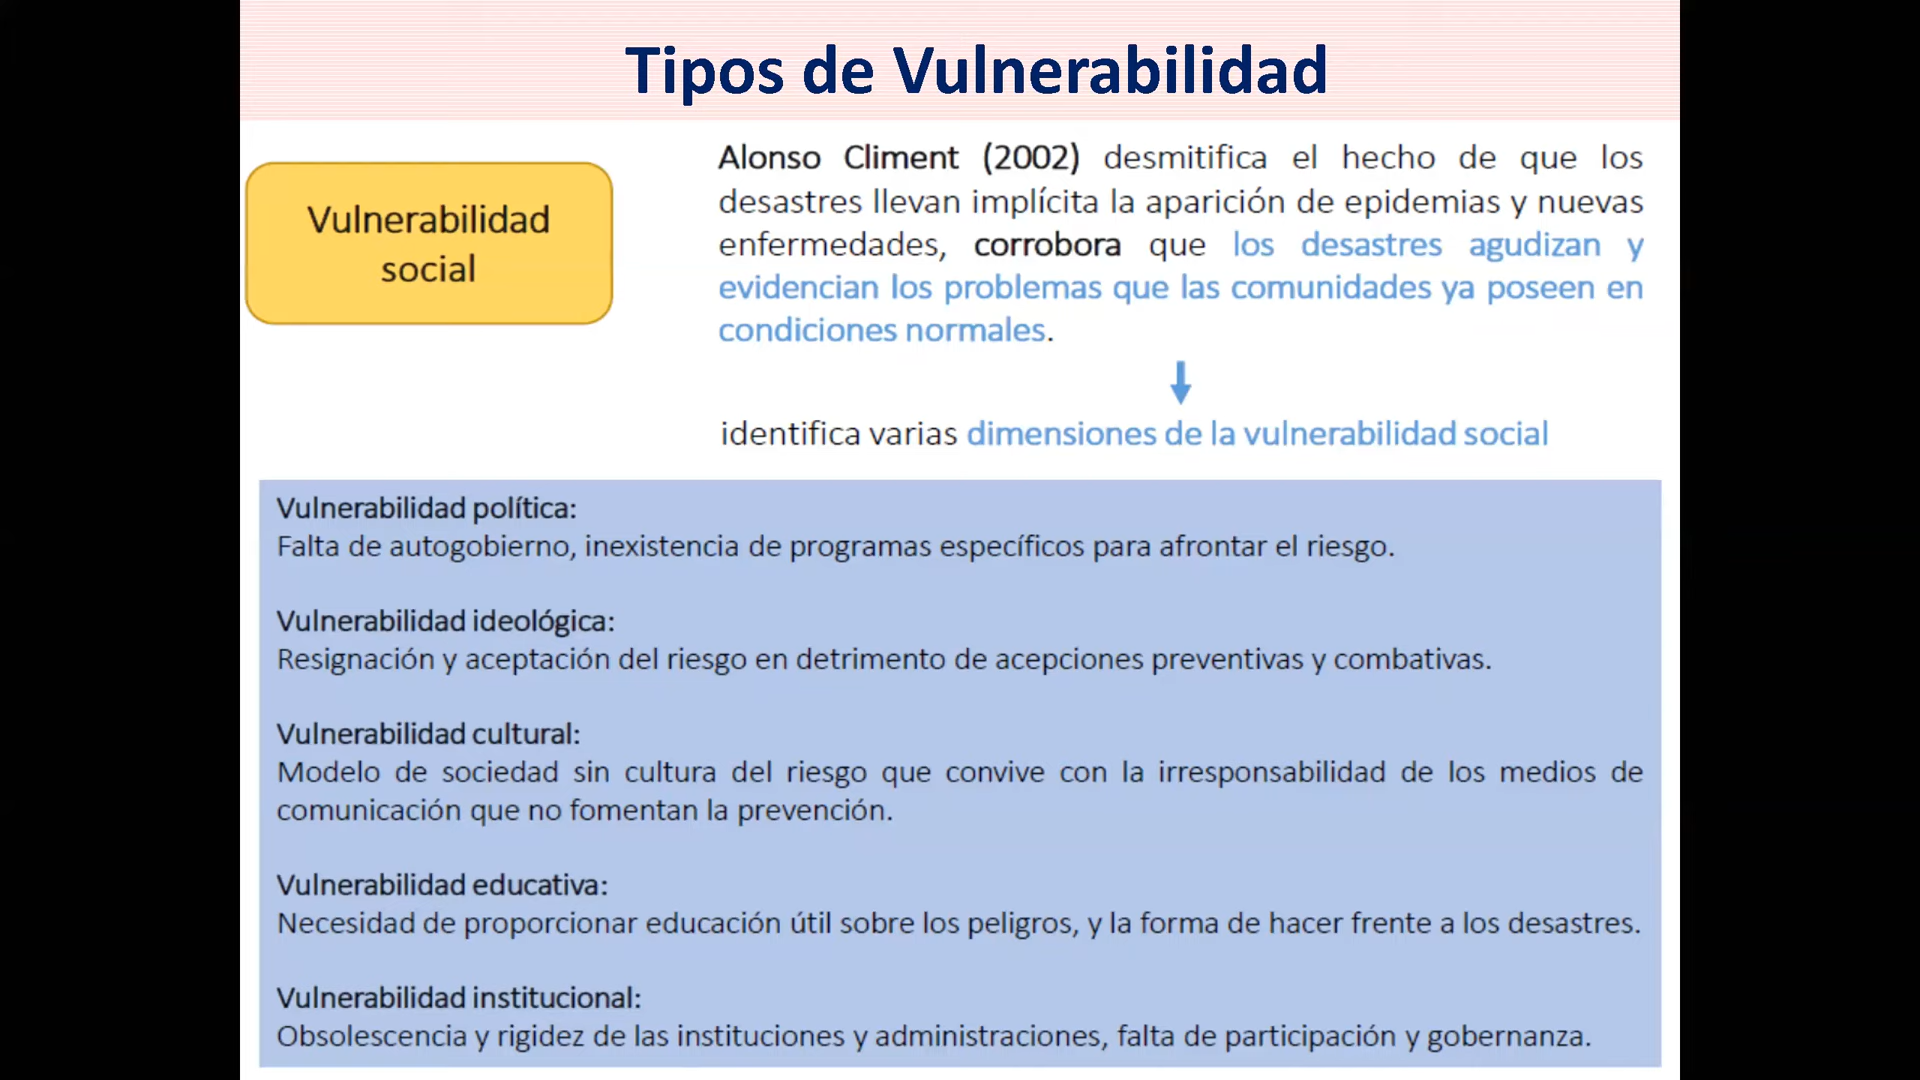 Tipos de Vulnerabilidad
Vulnerabilidad
social
Alonso Climent (2002) desmitifica el hecho de que los
desastres llevan implícita la aparición de epidemias y nuevas
enfermedades, corrobora que los desastres agudizan y
evidencian los problemas que las comunidades ya poseen en
condiciones normales.
identifica varias dimensiones de la vulnerabilidad social
Vulnerabilidad política:
Falta de autogobierno, inexistencia de programas específicos para afrontar el riesgo.
Vulnerabilidad ideológica:
Resignación y aceptación del riesgo en detrimento de acepciones preventivas y combativas.
Vulnerabilidad cultural:
Modelo de sociedad sin cultura del riesgo que convive con la irresponsabilidad de los medios de
comunicación que no fomentan la prevención.
Vulnerabilidad educativa:
Necesidad de proporcionar educación útil sobre los peligros, y la forma de hacer frente a los desastres.
Vulnerabilidad institucional:
Obsolescencia y rigidez de las instituciones y administraciones, falta de participación y gobernanza.